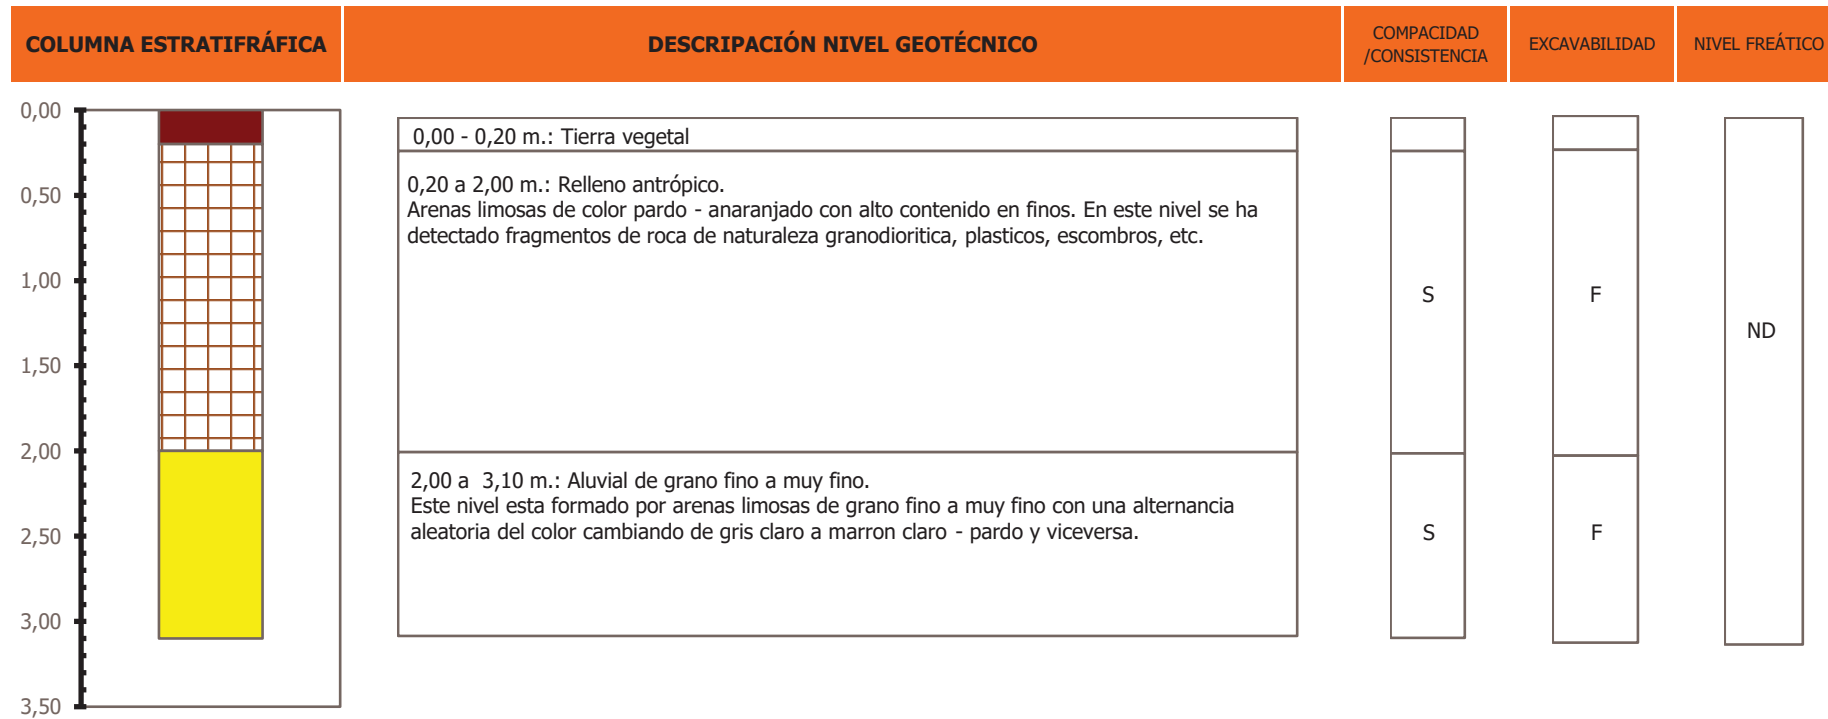 COLUMNA ESTRATIFRÁFICA
DESCRIPACIÓN NIVEL GEOTÉCNICO
COMPACIDAD
/CONSISTENCIA
EXCAVABILIDAD
NIVEL FREÁTICO
0,00
0,50
1,00
1,50
2,00
2,50
3,00
3,50
0,00 - 0,20 m.: Tierra vegetal
0,20 a 2,00 m.: Relleno antrópico.
Arenas limosas de color pardo - anaranjado con alto contenido en finos. En este nivel se ha
detectado fragmentos de roca de naturaleza granodioritica, plasticos, escombros, etc.
2,00 a 3,10 m.: Aluvial de grano fino a muy fino.
Este nivel esta formado por arenas limosas de grano fino a muy fino con una alternancia
aleatoria del color cambiando de gris claro a marron claro - pardo y viceversa.
S
S
F
F
ND